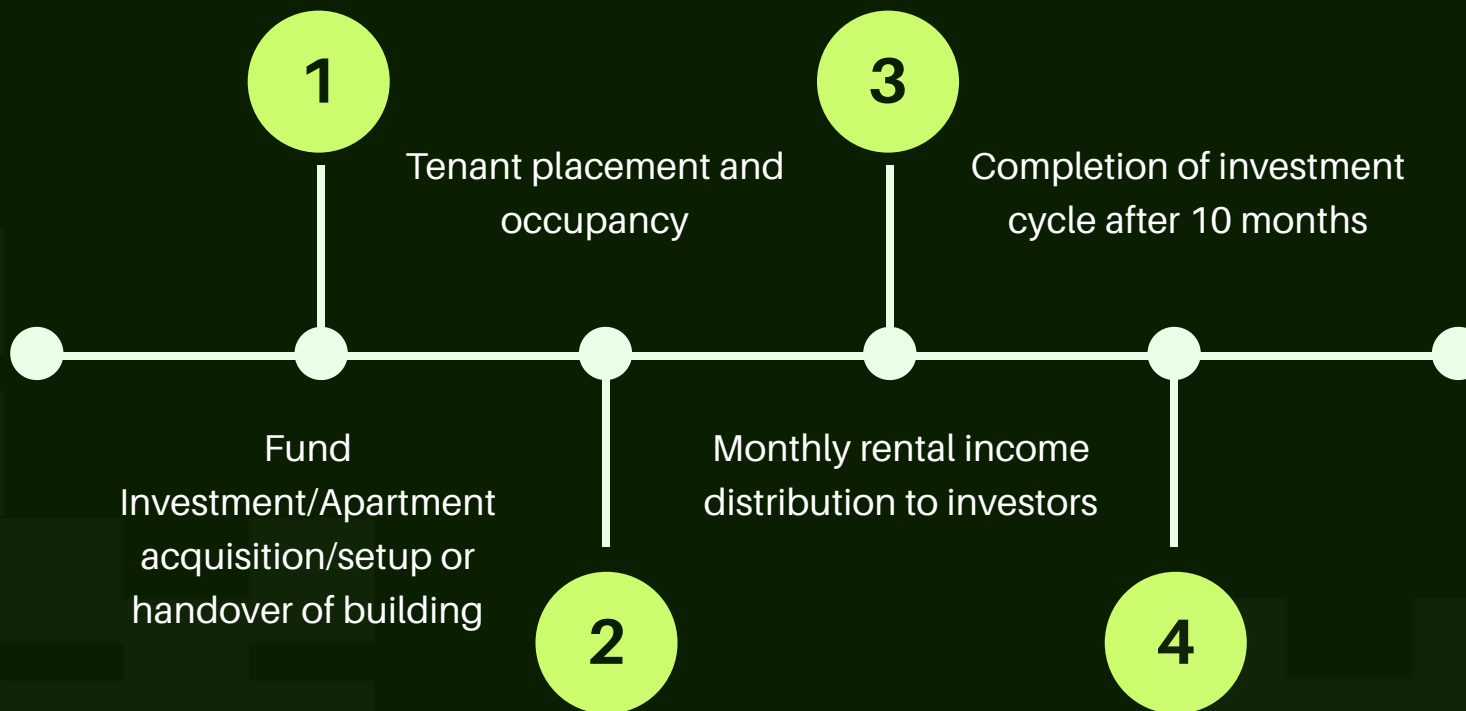 1
Fund
Investment/Apartment
acquisition/setup or
handover of building
2
Tenant placement and
occupancy
3
Monthly rental income
distribution to investors
4
Completion of investment
cycle after 10 months